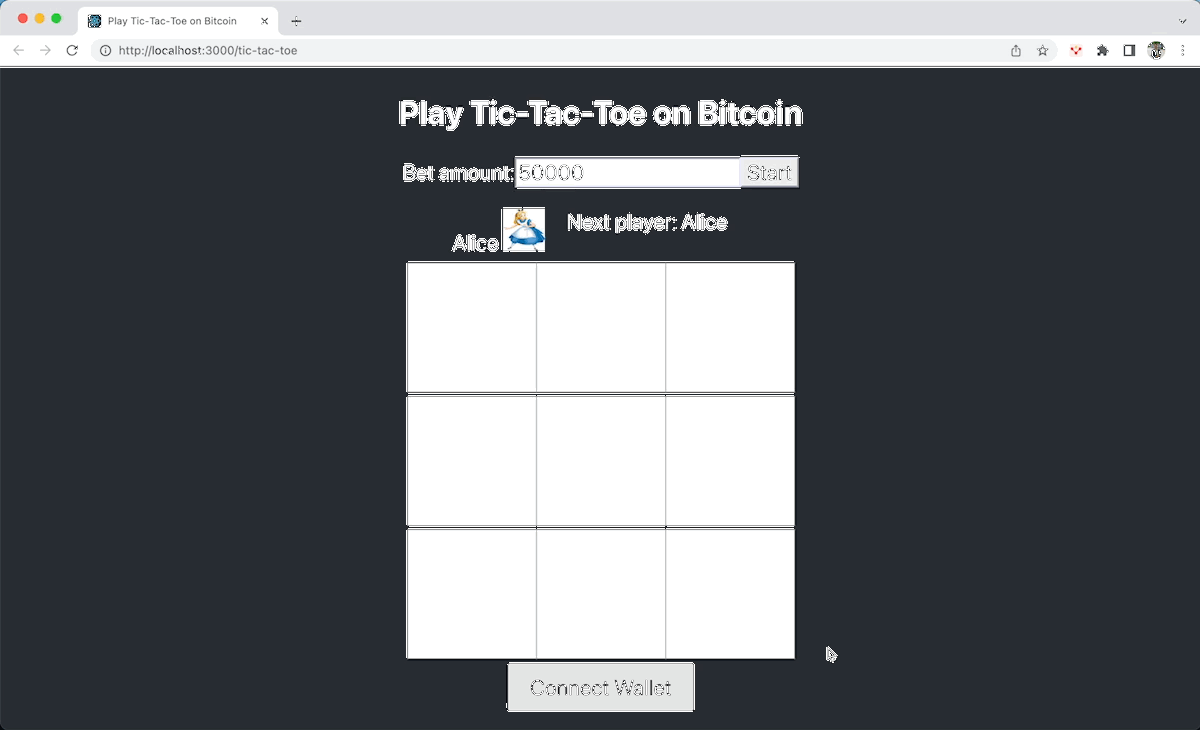 Play Tic-Tac-Toe on Bitcoin
http://localhost:3000/tic-tac-toe
Play Tic-Tac-Toe on Bitcoin
Bet amount: 50000 Start
Alice Next player: Alice
Connect Wallet